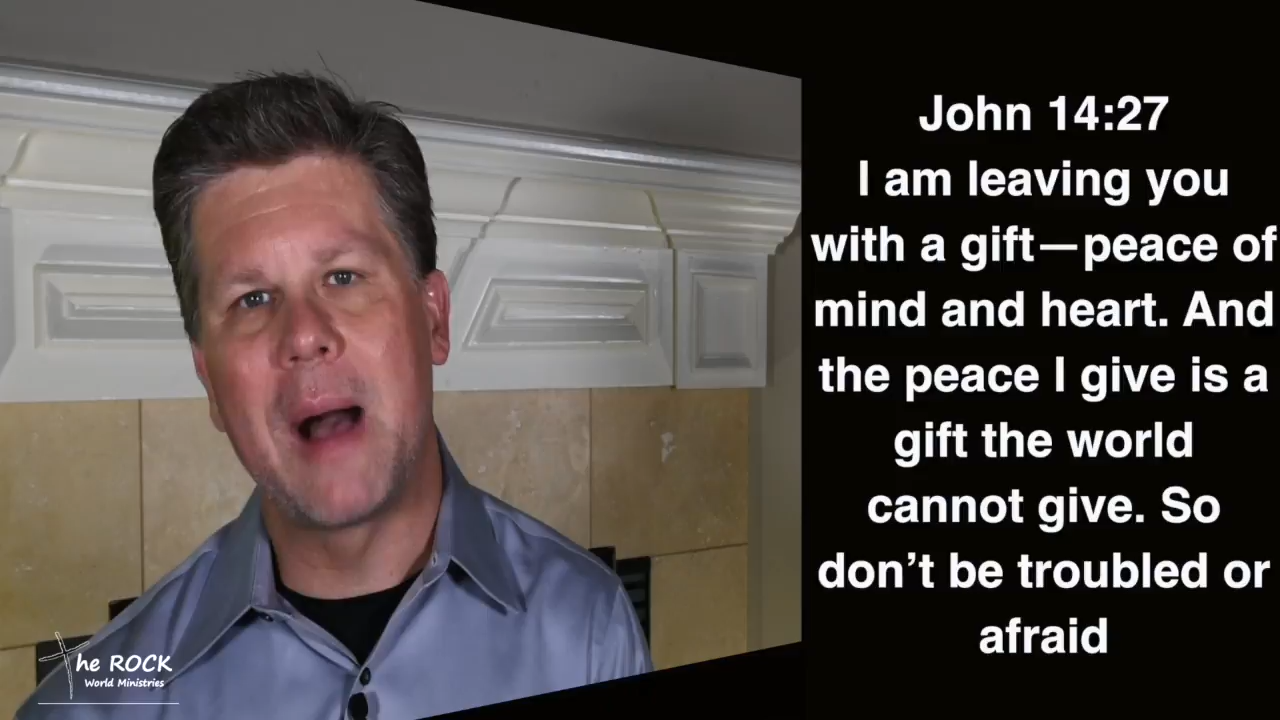 John 14:27
I am leaving you
with a gift—peace of
mind and heart. And
the peace I give is a
gift the world
cannot give. So
don’t be troubled or
afraid
The ROCK
World Ministries